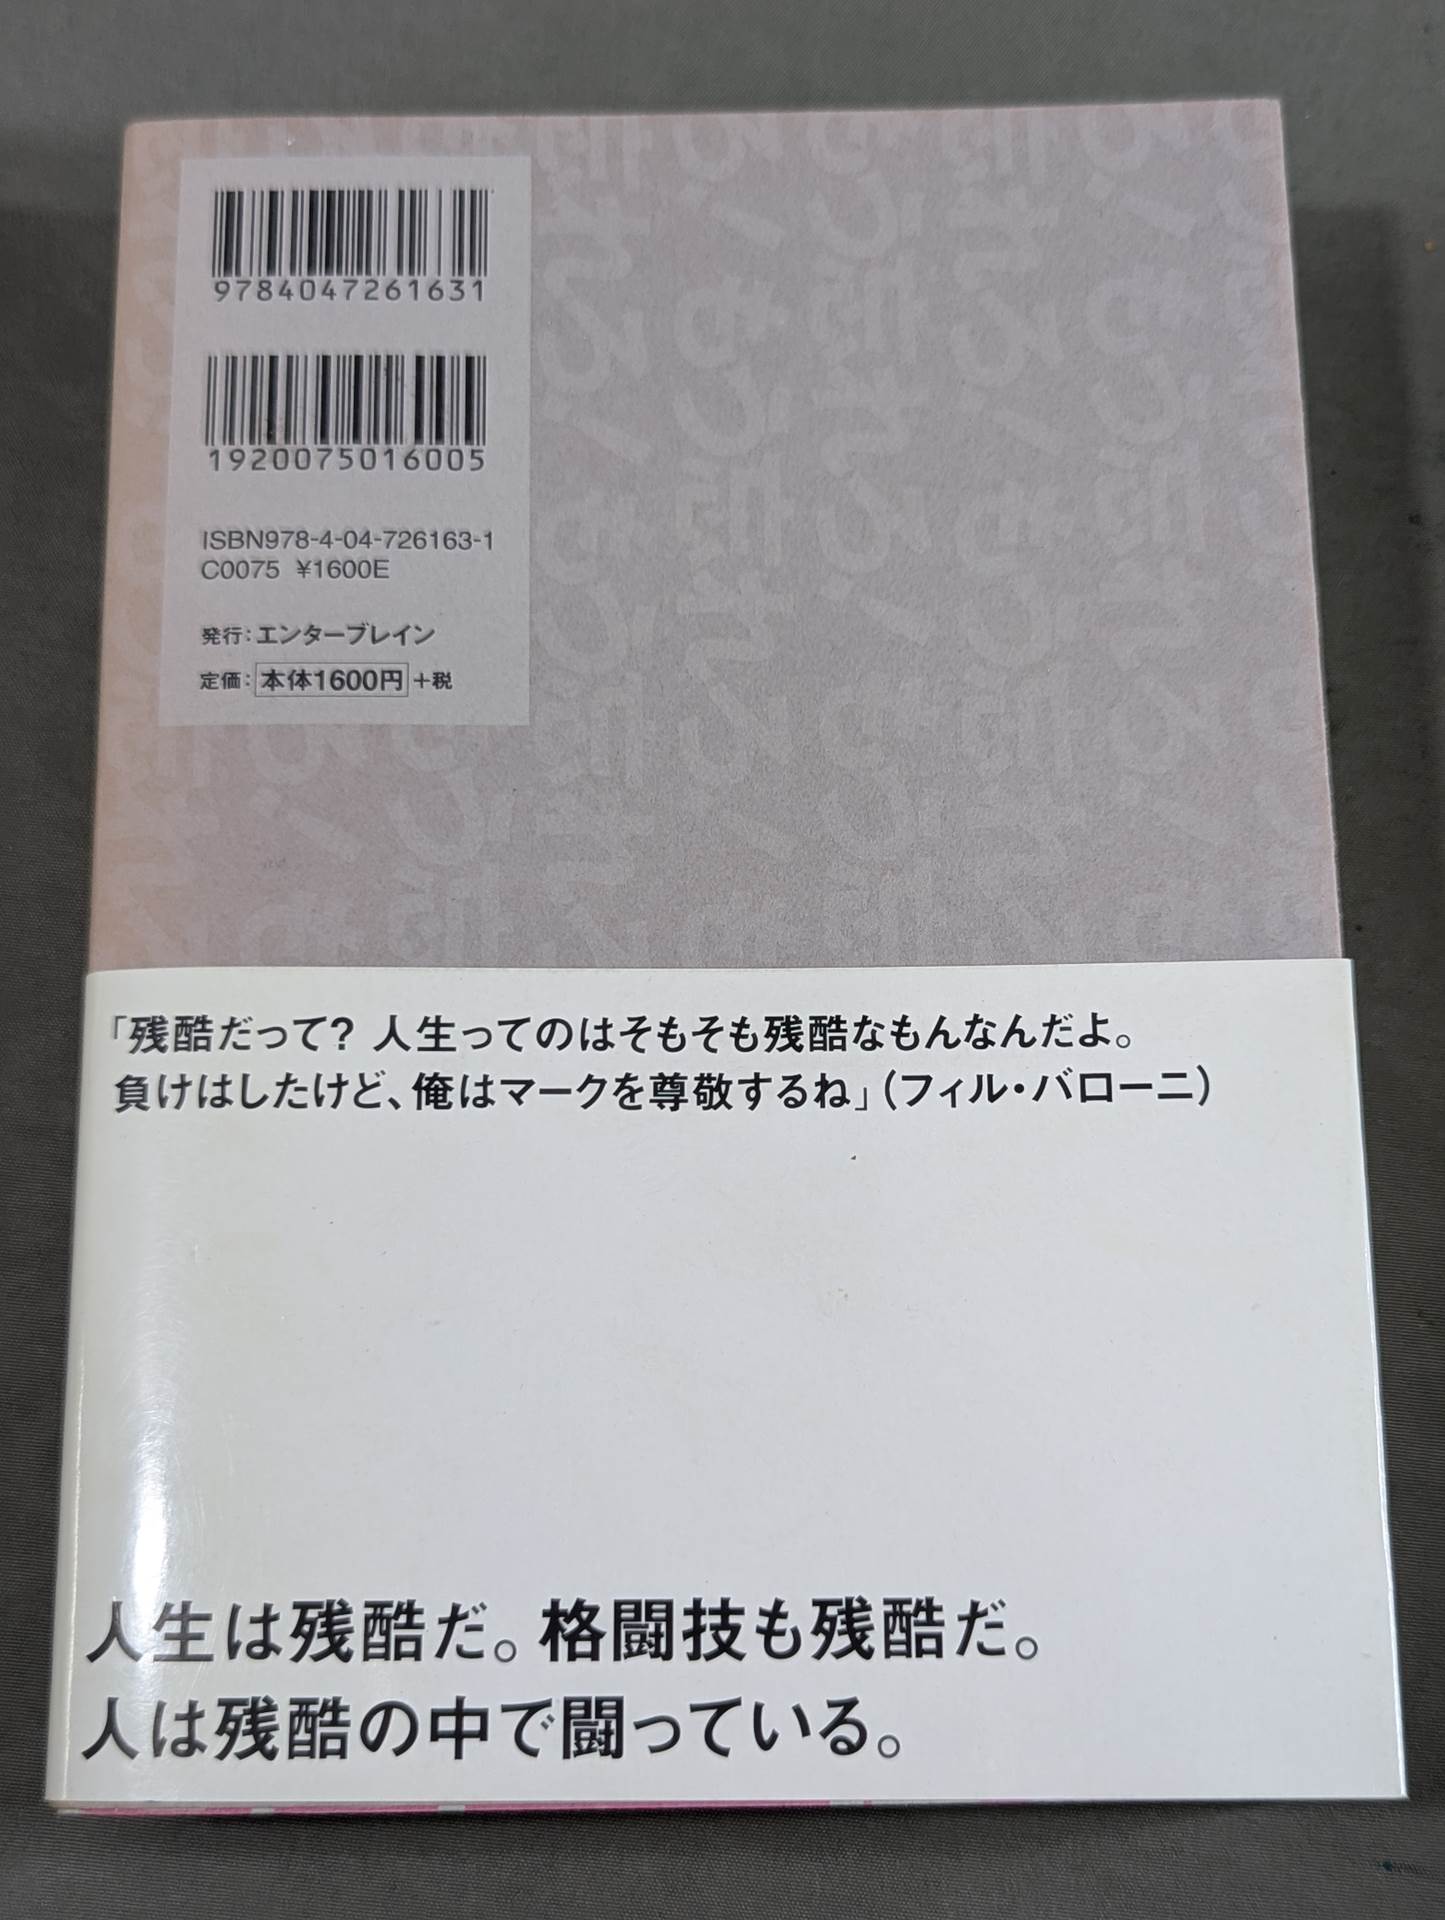 9784047261631
1920075016005
ISBN978-4-04-726163-1
C0075 ¥1600E
発行：エンターブレイン
定価：本体1600円＋税
「残酷だって？ 人生ってのはそもそも残酷なもんなんだよ。
負けはしたけど、俺はマークを尊敬するね」（フィル・バローニ）
人生は残酷だ。格闘技も残酷だ。
人は残酷の中で闘っている。